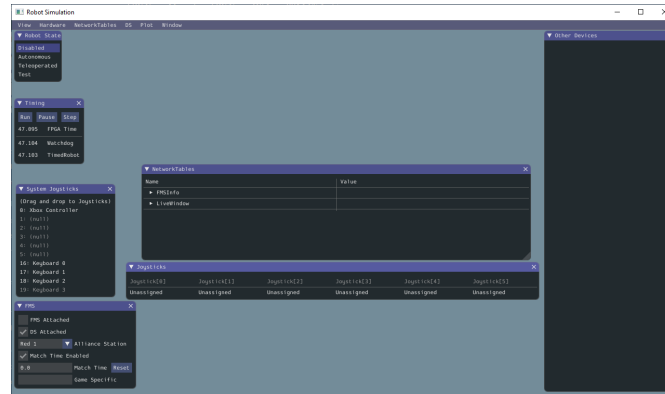 Robot Simulation
View Hardware NetworkTables DS Plot Window
Robot State
Disabled
Autonomous
Teleoperated
Test
Timing
Run Pause Step
47.095 FPGA Time
47.104 Watchdog
47.103 TimedRobot
System Joysticks
(Drag and drop to Joysticks)
0: Xbox Controller
1: (null)
2: (null)
3: (null)
4: (null)
5: (null)
16: Keyboard 0
17: Keyboard 1
18: Keyboard 2
19: Keyboard 3
FMS
FMS Attached
DS Attached
Red 1 Alliance Station
Match Time Enabled
0.0 Match Time Reset
Game Specific
NetworkTables
Name Value
FMSInfo
LiveWindow
Joysticks
Joystick[0] Joystick[1] Joystick[2] Joystick[3] Joystick[4] Joystick[5]
Unassigned Unassigned Unassigned Unassigned Unassigned Unassigned
Other Devices